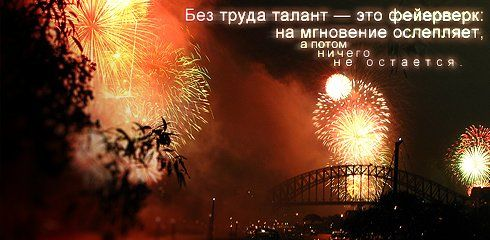 Без труда талант — это фейерверк:
на мгновение ослепляет,
а потом
ничего
не остается.